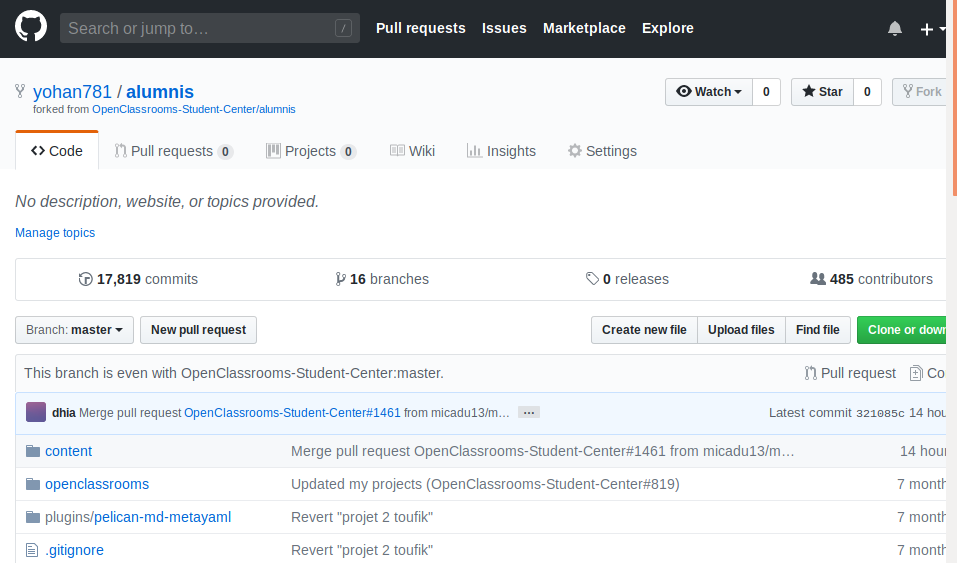 Search or jump to… / Pull requests Issues Marketplace Explore
yohan781 / alumnis Watch 0 Star 0 Fork
forked from OpenClassrooms-Student-Center/alumnis
Code Pull requests 0 Projects 0 Wiki Insights Settings
No description, website, or topics provided.
Manage topics
17,819 commits 16 branches 0 releases 485 contributors
Branch: master New pull request Create new file Upload files Find file Clone or down
This branch is even with OpenClassrooms-Student-Center:master. Pull request Co
dhia Merge pull request OpenClassrooms-Student-Center#1461 from micadu13/m… … Latest commit 321085c 14 hou
content Merge pull request OpenClassrooms-Student-Center#1461 from micadu13/m… 14 hour
openclassrooms Updated my projects (OpenClassrooms-Student-Center#819) 7 month
plugins/pelican-md-metayaml Revert "projet 2 toufik" 7 month
.gitignore Revert "projet 2 toufik" 7 month